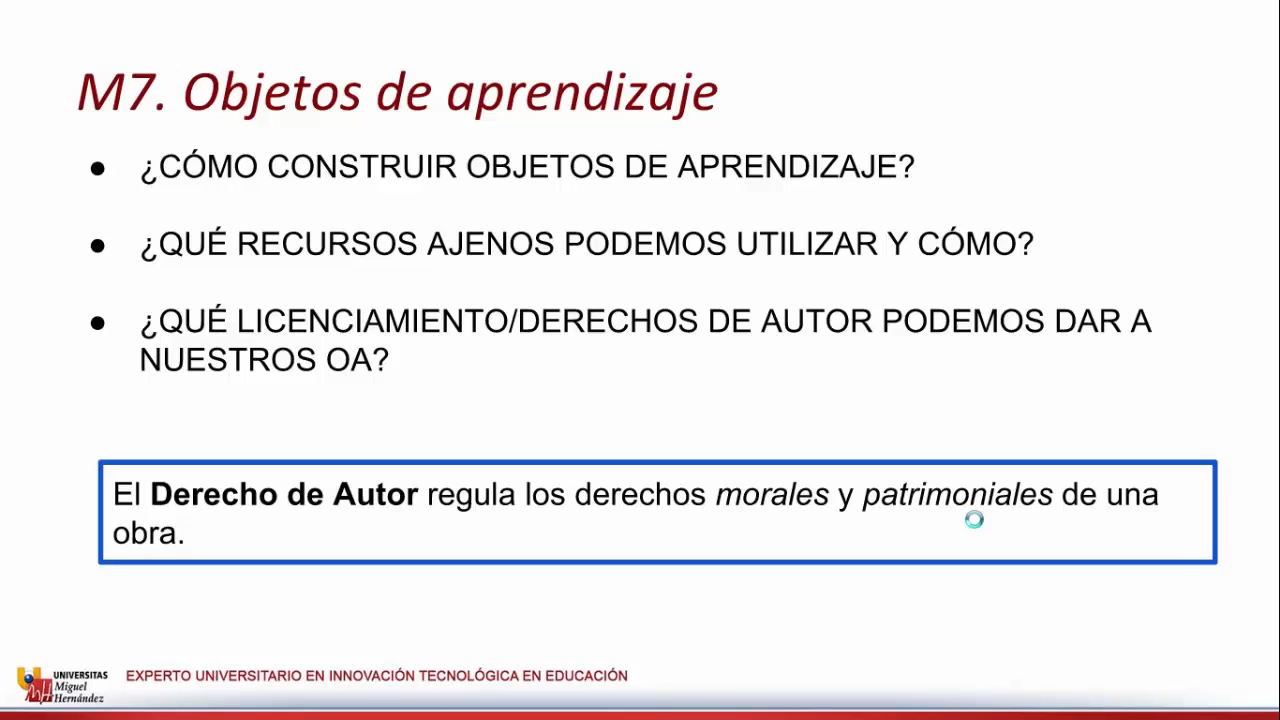 M7. Objetos de aprendizaje
● ¿CÓMO CONSTRUIR OBJETOS DE APRENDIZAJE?
● ¿QUÉ RECURSOS AJENOS PODEMOS UTILIZAR Y CÓMO?
● ¿QUÉ LICENCIAMIENTO/DERECHOS DE AUTOR PODEMOS DAR A
NUESTROS OA?
El Derecho de Autor regula los derechos morales y patrimoniales de una
obra.
UNIVERSITAS
Miguel
Hernández
EXPERTO UNIVERSITARIO EN INNOVACIÓN TECNOLÓGICA EN EDUCACIÓN